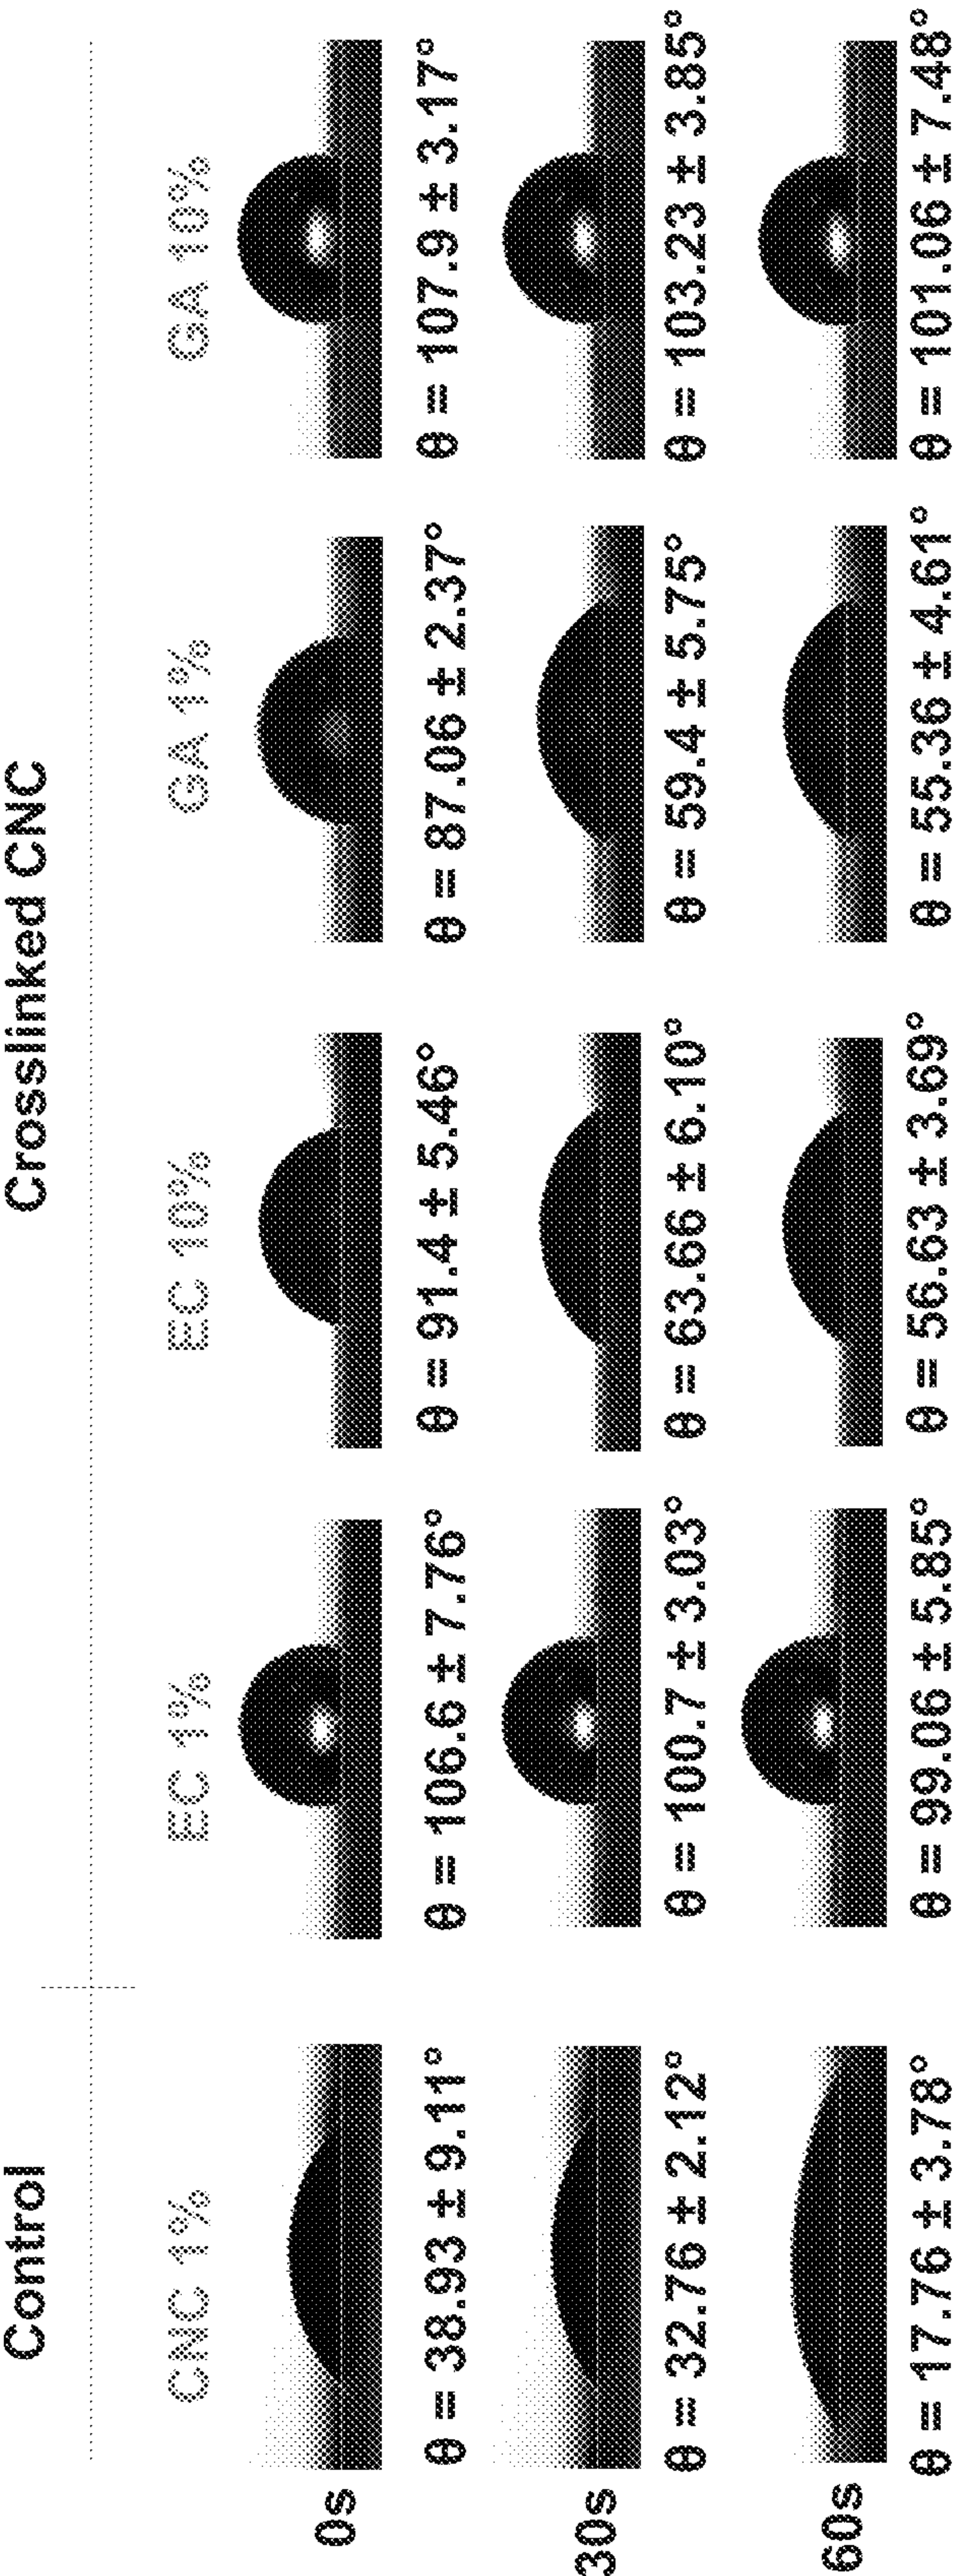 Control Crosslinked CNC
CNC 1% EC 1% EC 10% GA 1% GA 10%
0s
θ = 38.93 ± 9.11° θ = 106.6 ± 7.76° θ = 91.4 ± 5.46° θ = 87.06 ± 2.37° θ = 107.9 ± 3.17°
30s
θ = 32.76 ± 2.12° θ = 100.7 ± 3.03° θ = 63.66 ± 6.10° θ = 59.4 ± 5.75° θ = 103.23 ± 3.85°
60s
θ = 17.76 ± 3.78° θ = 99.06 ± 5.85° θ = 56.63 ± 3.69° θ = 55.36 ± 4.61° θ = 101.06 ± 7.48°